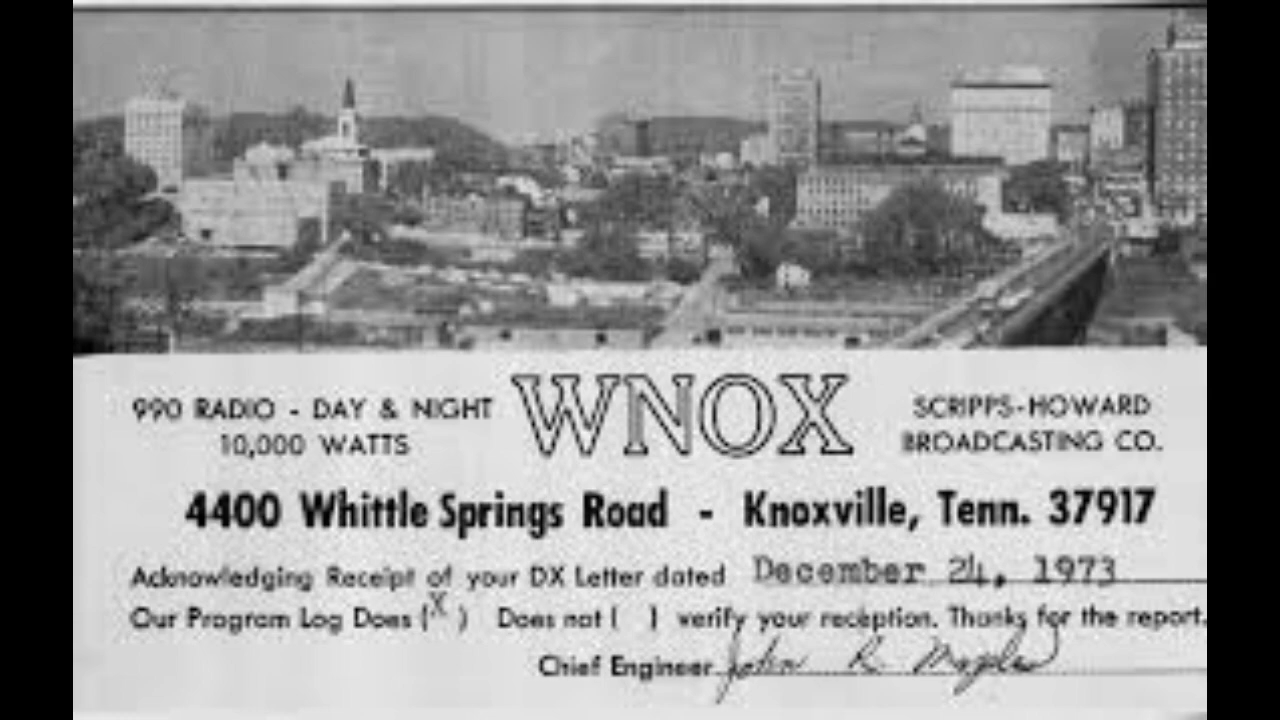 990 RADIO - DAY & NIGHT
10,000 WATTS
WNOX
SCRIPPS-HOWARD
BROADCASTING CO.
4400 Whittle Springs Road - Knoxville, Tenn. 37917
Acknowledging Receipt of your DX Letter dated December 24, 1973
Our Program Log Does (X) Does not ( ) verify your reception. Thanks for the report.
Chief Engineer John R. Maples